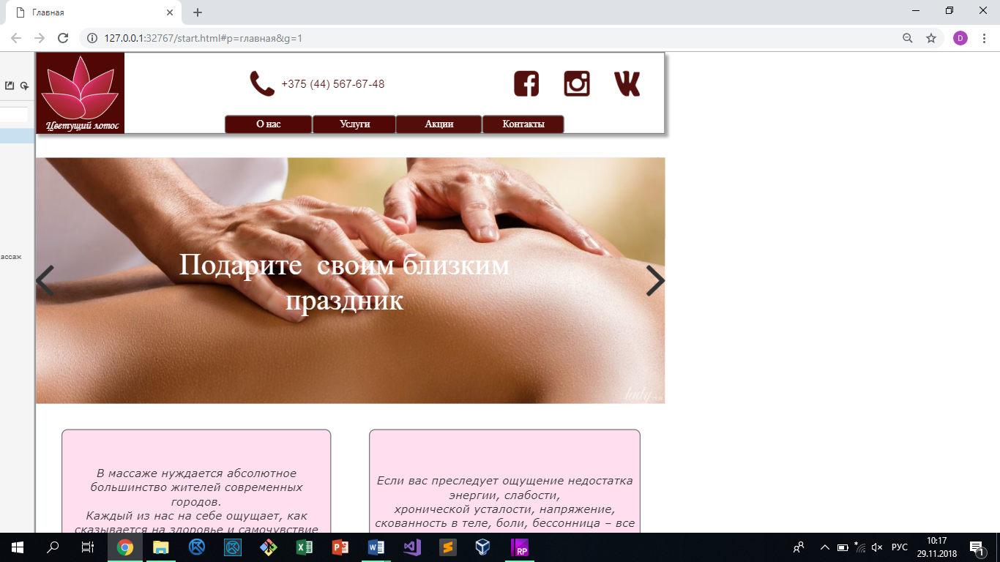 Главная
127.0.0.1:32767/start.html#p=главная&g=1
D
+375 (44) 567-67-48
Цветущий лотос
О нас
Услуги
Акции
Контакты
ассаж
Подарите своим близким
праздник
В массаже нуждается абсолютное
большинство жителей современных
городов.
Каждый из нас на себе ощущает, как
сказывается на здоровье и самочувствие
Если вас преследует ощущение недостатка
энергии, слабости,
хронической усталости, напряжение,
скованность в теле, боли, бессонница – все
RP
РУС
10:17
29.11.2018
1